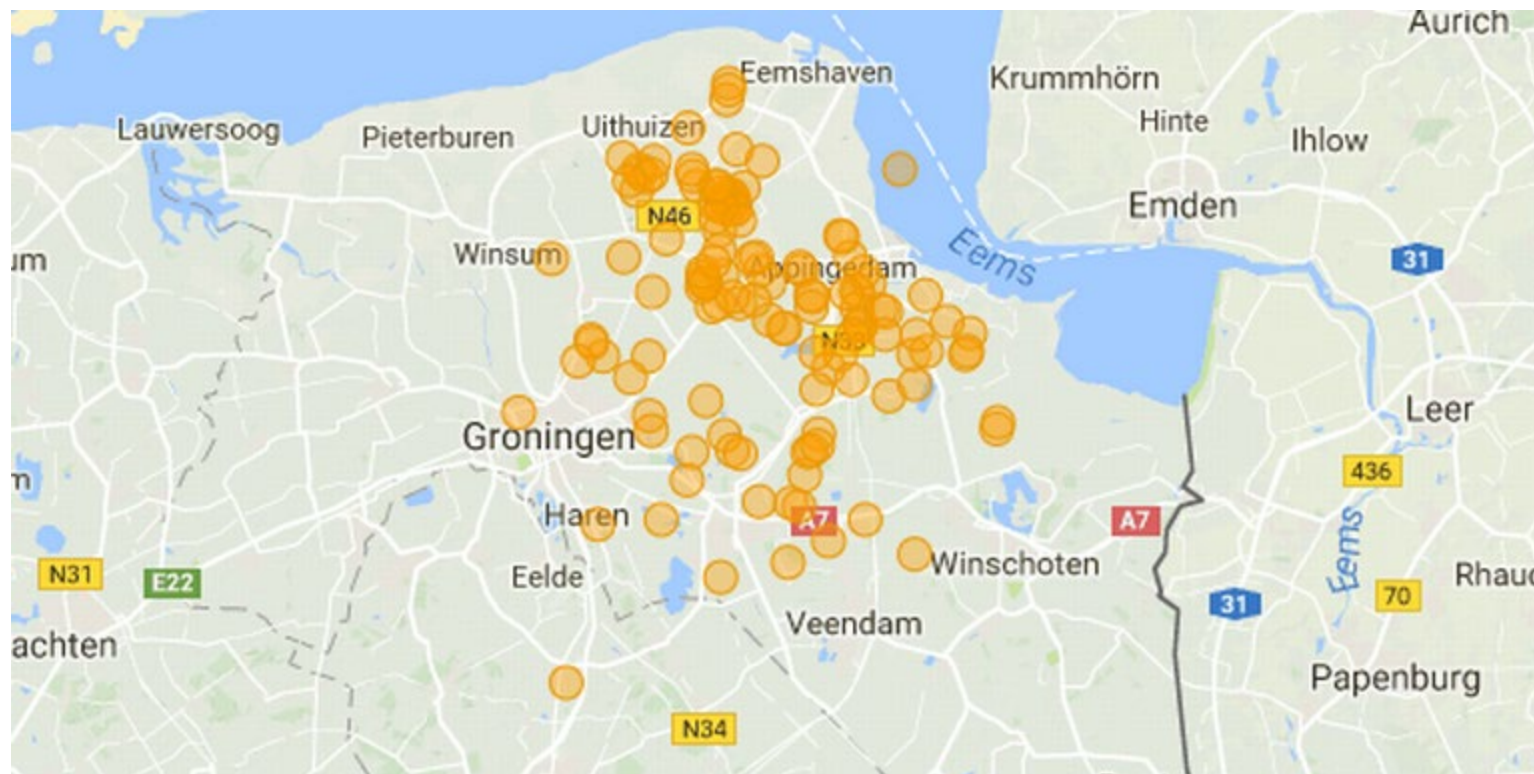 Aurich
Eemshaven
Krummhörn
Hinte
Lauwersoog
Pieterburen
Uithuizen
Ihlow
Emden
N46
Winsum
um
Eems
31
Appingedam
N33
Leer
Groningen
436
m
Haren
A7
A7
Eems
Winschoten
Eelde
N31
E22
Rhaud
70
31
Veendam
achten
Papenburg
N34